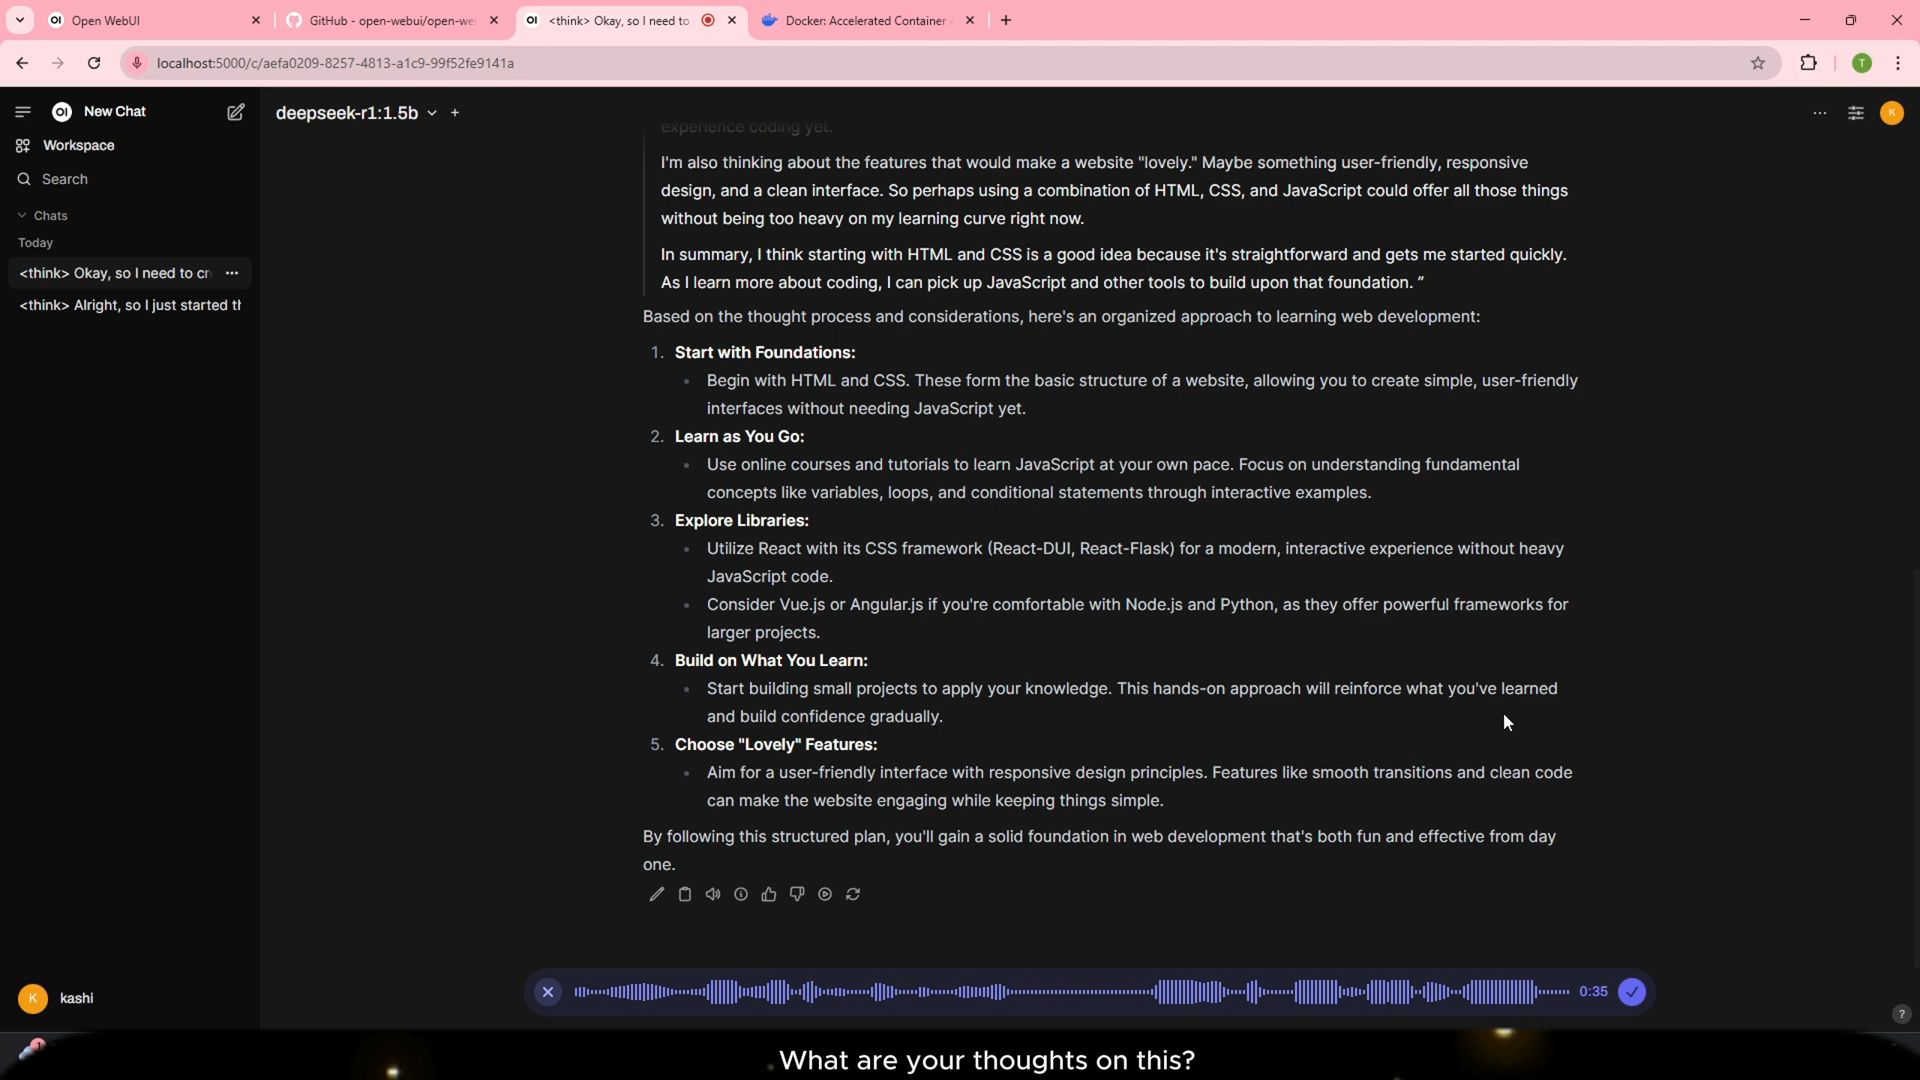 Open WebUI
GitHub - open-webui/open-we
<think> Okay, so I need to
Docker: Accelerated Container
localhost:5000/c/aefa0209-8257-4813-a1c9-99f52fe9141a
T
OI New Chat
deepseek-r1:1.5b
K
Workspace
Search
Chats
Today
<think> Okay, so I need to cr
<think> Alright, so I just started th
experience coding yet.
I'm also thinking about the features that would make a website "lovely." Maybe something user-friendly, responsive
design, and a clean interface. So perhaps using a combination of HTML, CSS, and JavaScript could offer all those things
without being too heavy on my learning curve right now.
In summary, I think starting with HTML and CSS is a good idea because it's straightforward and gets me started quickly.
As I learn more about coding, I can pick up JavaScript and other tools to build upon that foundation. ”
Based on the thought process and considerations, here's an organized approach to learning web development:
1. Start with Foundations:
Begin with HTML and CSS. These form the basic structure of a website, allowing you to create simple, user-friendly
interfaces without needing JavaScript yet.
2. Learn as You Go:
Use online courses and tutorials to learn JavaScript at your own pace. Focus on understanding fundamental
concepts like variables, loops, and conditional statements through interactive examples.
3. Explore Libraries:
Utilize React with its CSS framework (React-DUI, React-Flask) for a modern, interactive experience without heavy
JavaScript code.
Consider Vue.js or Angular.js if you're comfortable with Node.js and Python, as they offer powerful frameworks for
larger projects.
4. Build on What You Learn:
Start building small projects to apply your knowledge. This hands-on approach will reinforce what you've learned
and build confidence gradually.
5. Choose "Lovely" Features:
Aim for a user-friendly interface with responsive design principles. Features like smooth transitions and clean code
can make the website engaging while keeping things simple.
By following this structured plan, you'll gain a solid foundation in web development that's both fun and effective from day
one.
0:35
K kashi
?
1
What are your thoughts on this?